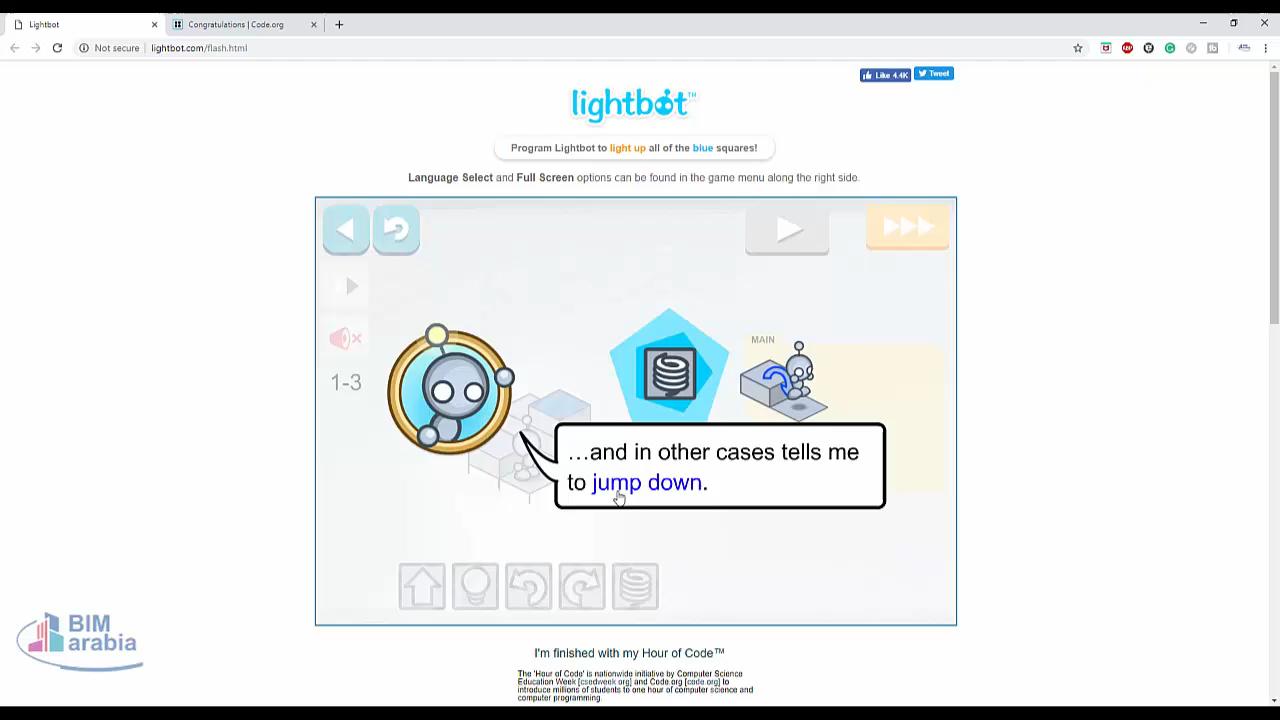 Lightbot
Congratulations | Code.org
Not secure
lightbot.com/flash.html
Like 4.4K
Tweet
lightbot™
Program Lightbot to light up all of the blue squares!
Language Select and Full Screen options can be found in the game menu along the right side.
MAIN
1-3
…and in other cases tells me
to jump down.
BIM
arabia
I'm finished with my Hour of Code™
The 'Hour of Code' is nationwide initiative by Computer Science
Education Week [csedweek.org] and Code.org [code.org] to
introduce millions of students to one hour of computer science and
computer programming.